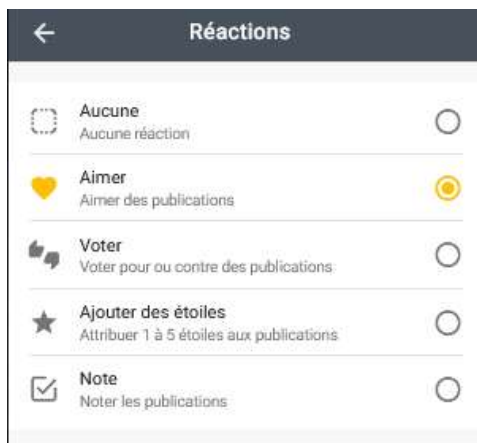 Réactions
Aucune
Aucune réaction
Aimer
Aimer des publications
Voter
Voter pour ou contre des publications
Ajouter des étoiles
Attribuer 1 à 5 étoiles aux publications
Note
Noter les publications